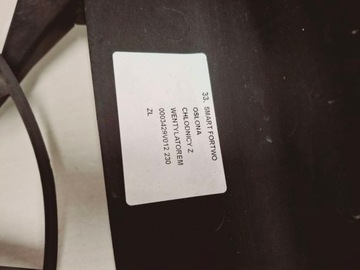 33. SMART FORTWO
OSŁONA
CHŁODNICY Z
WENTYLATOREM
0003429V012 230
ZŁ